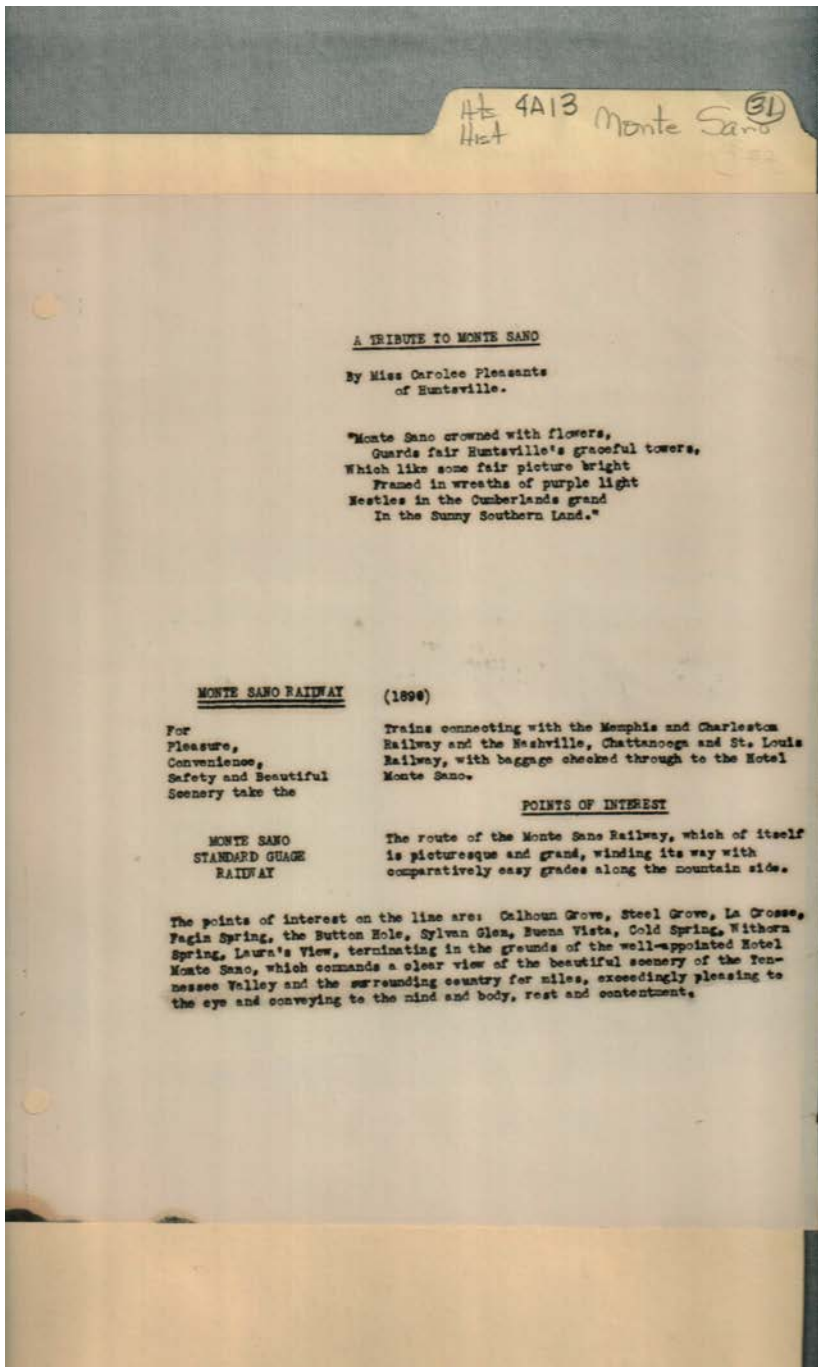 Hts 4A13 Monte Sano 31
Hist
A TRIBUTE TO MONTE SANO
By Miss Carolee Pleasants
of Huntsville.
"Monte Sano crowned with flowers,
Guards fair Huntsville's graceful towers,
Which like some fair picture bright
Framed in wreaths of purple light
Nestles in the Cumberlands grand
In the Sunny Southern Land."
MONTE SANO RAILWAY (189)
For
Pleasure,
Convenience,
Safety and Beautiful
Scenery take the
MONTE SANO
STANDARD GUAGE
RAILWAY
Trains connecting with the Memphis and Charleston
Railway and the Nashville, Chattanooga and St. Louis
Railway, with baggage checked through to the Hotel
Monte Sano.
POINTS OF INTEREST
The route of the Monte Sano Railway, which of itself
is picturesque and grand, winding its way with
comparatively easy grades along the mountain side.
The points of interest on the line are: Calhoun Grove, Steel Grove, La Crosse,
Fagin Spring, the Button Hole, Sylvan Glen, Buena Vista, Cold Spring, Withorn
Spring, Laura's View, terminating in the grounds of the well-appointed Hotel
Monte Sano, which commands a clear view of the beautiful scenery of the Ten-
nessee Valley and the surrounding country for miles, exceedingly pleasing to
the eye and conveying to the mind and body, rest and contentment.